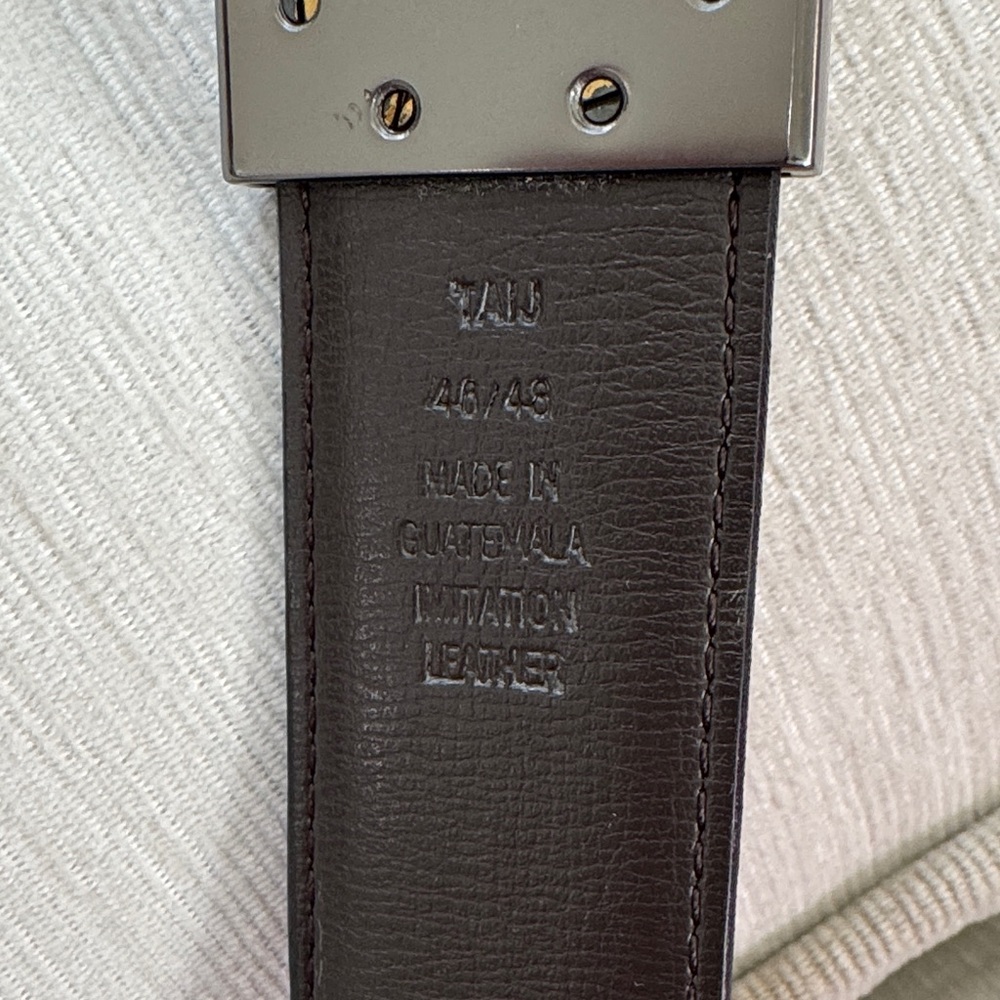 TAIJ
46/48
MADE IN
GUATEMALA
IMITATION
LEATHER